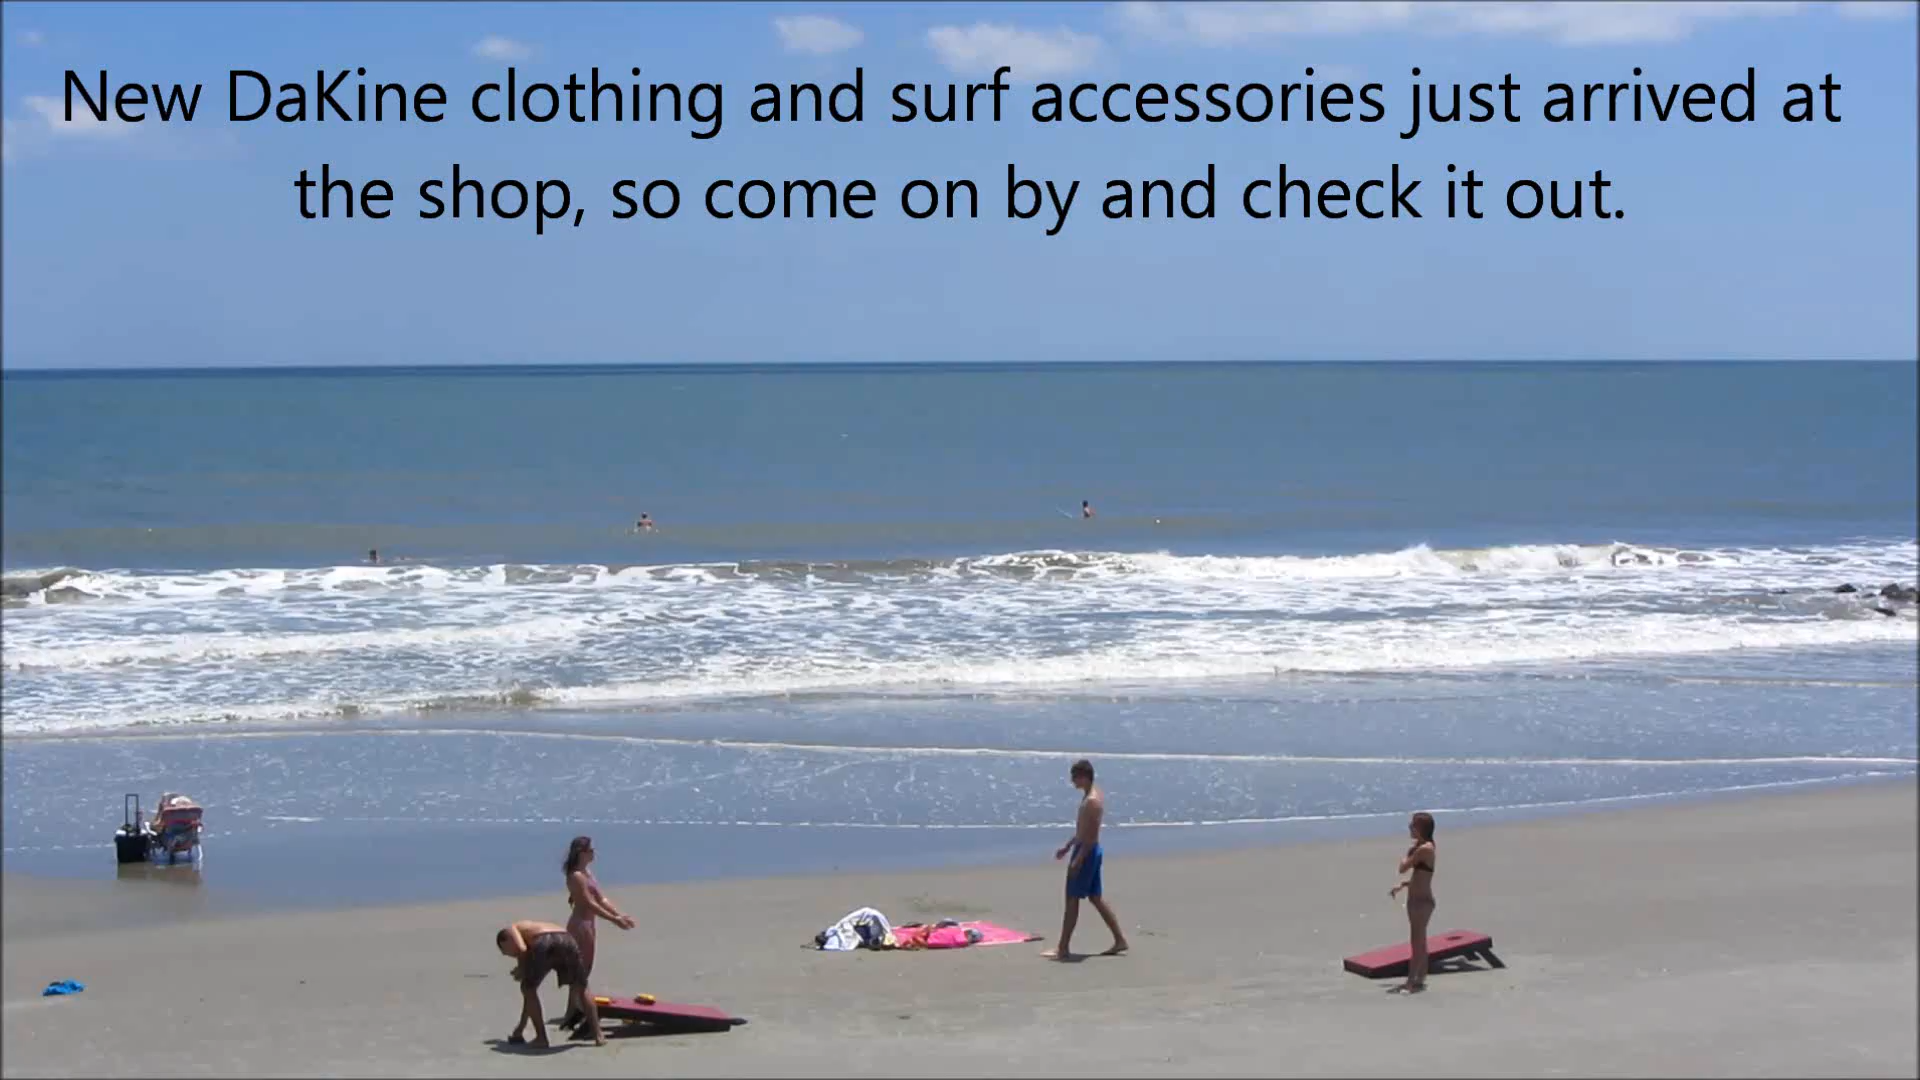 New DaKine clothing and surf accessories just arrived at
the shop, so come on by and check it out.